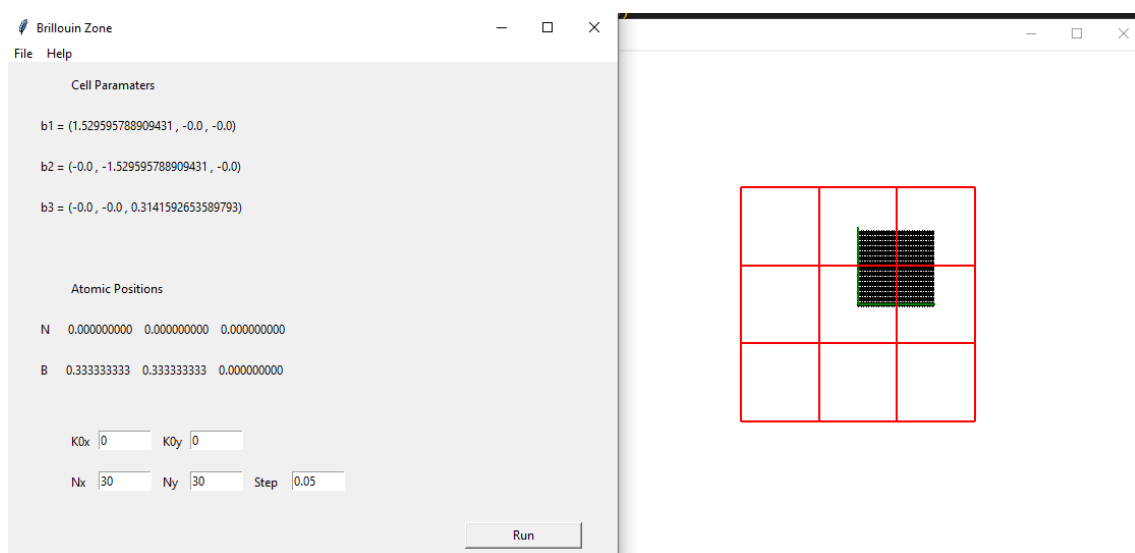 Brillouin Zone
File Help
Cell Paramaters
b1 = (1.529595788909431 , -0.0 , -0.0)
b2 = (-0.0 , -1.529595788909431 , -0.0)
b3 = (-0.0 , -0.0 , 0.3141592653589793)
Atomic Positions
N 0.000000000 0.000000000 0.000000000
B 0.333333333 0.333333333 0.000000000
K0x 0 K0y 0
Nx 30 Ny 30 Step 0.05
Run